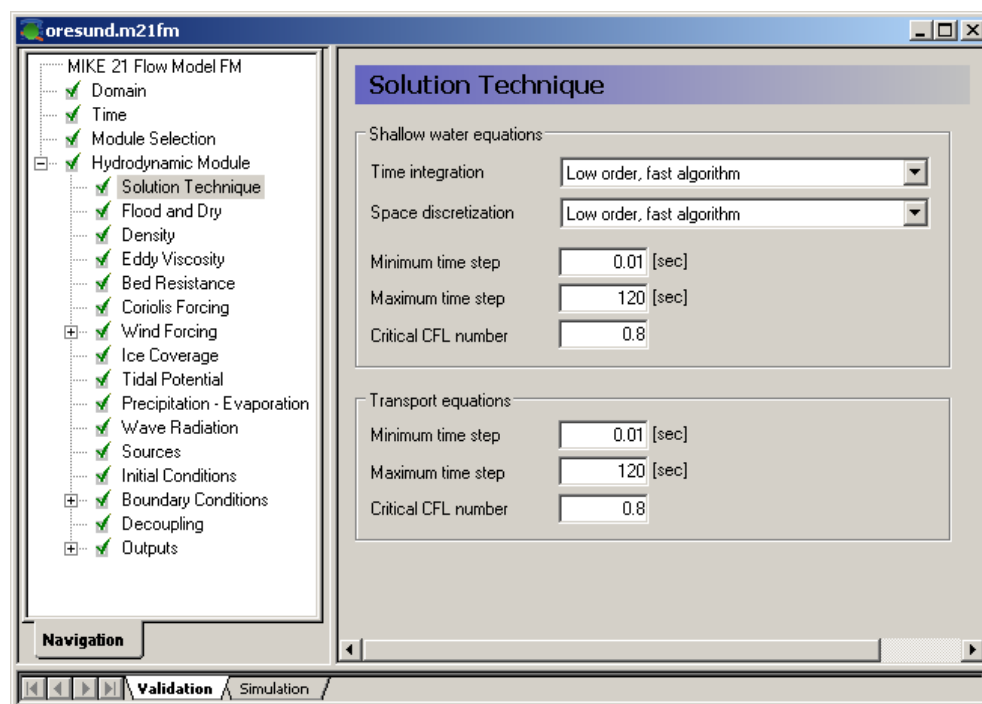 oresund.m21fm
MIKE 21 Flow Model FM
Domain
Time
Module Selection
Hydrodynamic Module
Solution Technique
Flood and Dry
Density
Eddy Viscosity
Bed Resistance
Coriolis Forcing
Wind Forcing
Ice Coverage
Tidal Potential
Precipitation - Evaporation
Wave Radiation
Sources
Initial Conditions
Boundary Conditions
Decoupling
Outputs
Navigation
Solution Technique
Shallow water equations
Time integration Low order, fast algorithm
Space discretization Low order, fast algorithm
Minimum time step 0.01 [sec]
Maximum time step 120 [sec]
Critical CFL number 0.8
Transport equations
Minimum time step 0.01 [sec]
Maximum time step 120 [sec]
Critical CFL number 0.8
Validation Simulation